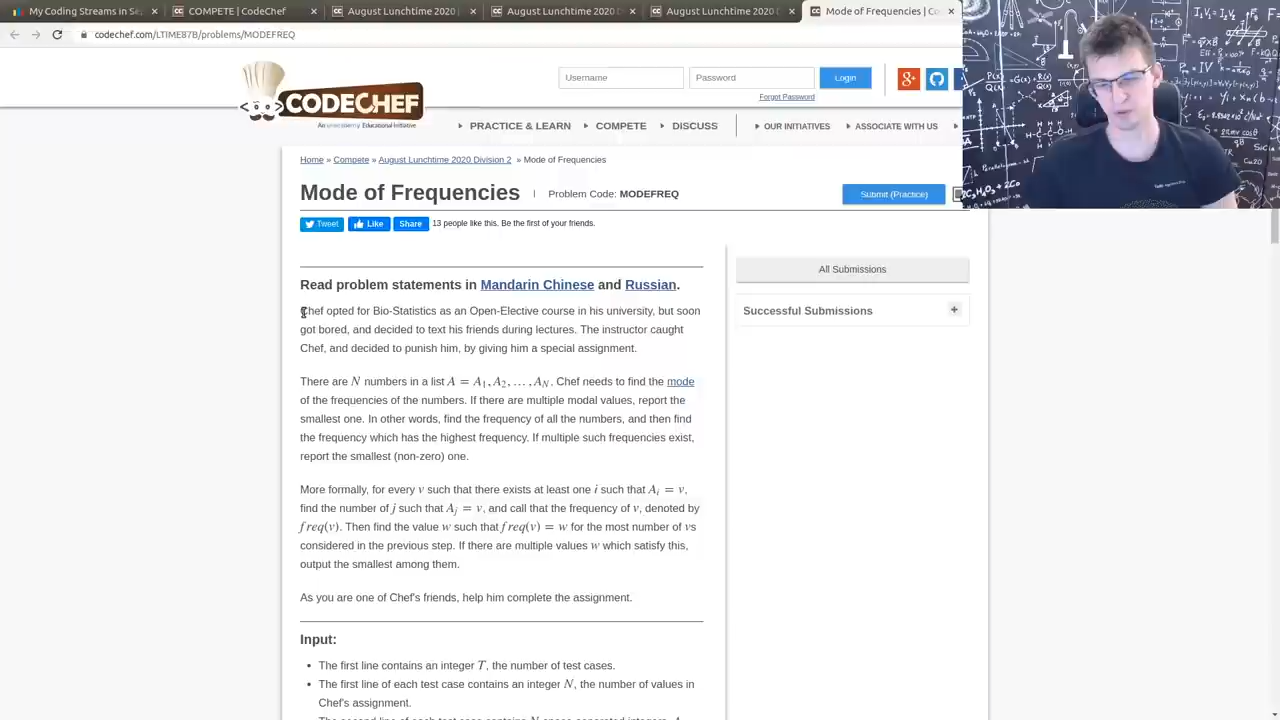 My Coding Streams in Se
COMPETE | CodeChef
August Lunchtime 2020
August Lunchtime 2020 D
August Lunchtime 2020 D
Mode of Frequencies | Co
codechef.com/LTIME87B/problems/MODEFREQ
CODECHEF
An unacademy Educational Initiative
Username
Password
Login
Forgot Password
PRACTICE & LEARN
COMPETE
DISCUSS
OUR INITIATIVES
ASSOCIATE WITH US
Home » Compete » August Lunchtime 2020 Division 2 » Mode of Frequencies
Mode of Frequencies
Problem Code: MODEFREQ
Submit (Practice)
Tweet
Like
Share
13 people like this. Be the first of your friends.
All Submissions
Successful Submissions
Read problem statements in Mandarin Chinese and Russian.
Chef opted for Bio-Statistics as an Open-Elective course in his university, but soon
got bored, and decided to text his friends during lectures. The instructor caught
Chef, and decided to punish him, by giving him a special assignment.
There are N numbers in a list A = A₁, A₂, …, A_N. Chef needs to find the mode
of the frequencies of the numbers. If there are multiple modal values, report the
smallest one. In other words, find the frequency of all the numbers, and then find
the frequency which has the highest frequency. If multiple such frequencies exist,
report the smallest (non-zero) one.
More formally, for every v such that there exists at least one i such that A_i = v,
find the number of j such that A_j = v, and call that the frequency of v, denoted by
freq(v). Then find the value w such that freq(v) = w for the most number of vs
considered in the previous step. If there are multiple values w which satisfy this,
output the smallest among them.
As you are one of Chef's friends, help him complete the assignment.
Input:
The first line contains an integer T, the number of test cases.
The first line of each test case contains an integer N, the number of values in
Chef's assignment.